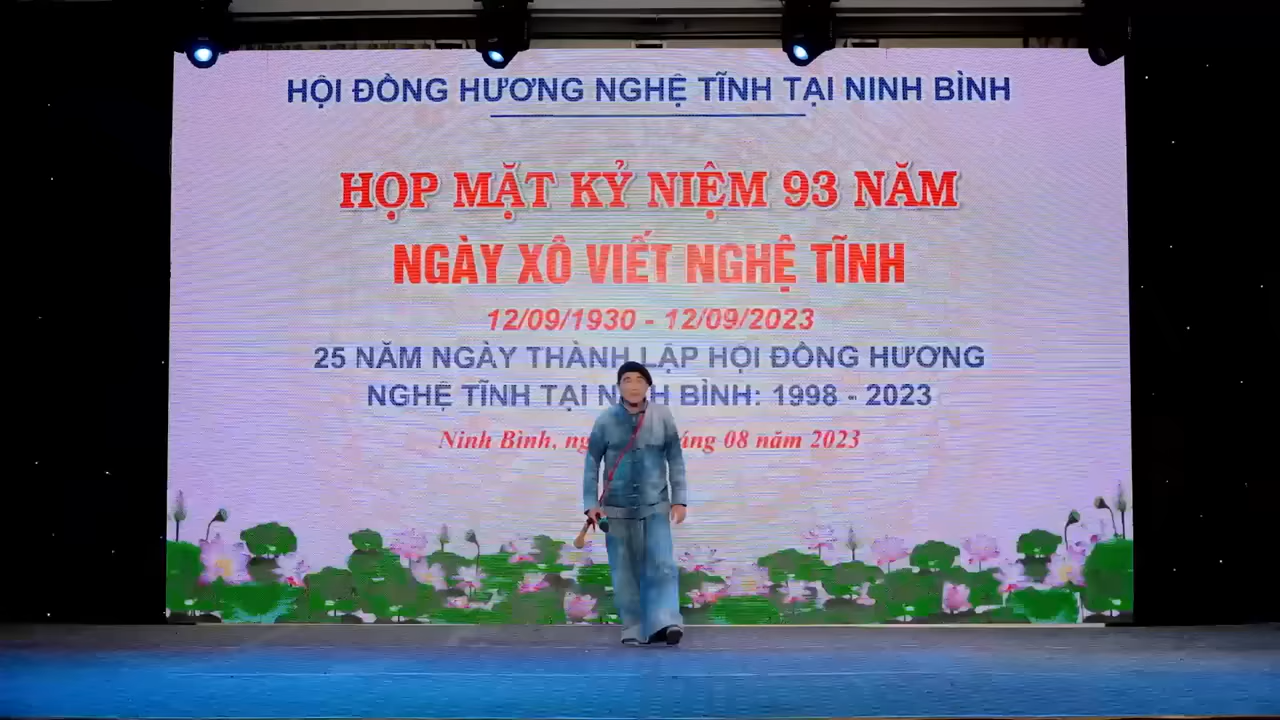 HỘI ĐỒNG HƯƠNG NGHỆ TĨNH TẠI NINH BÌNH
HỌP MẶT KỶ NIỆM 93 NĂM
NGÀY XÔ VIẾT NGHỆ TĨNH
12/09/1930 - 12/09/2023
25 NĂM NGÀY THÀNH LẬP HỘI ĐỒNG HƯƠNG
NGHỆ TĨNH TẠI NINH BÌNH: 1998 - 2023
Ninh Bình, 08 năm 2023